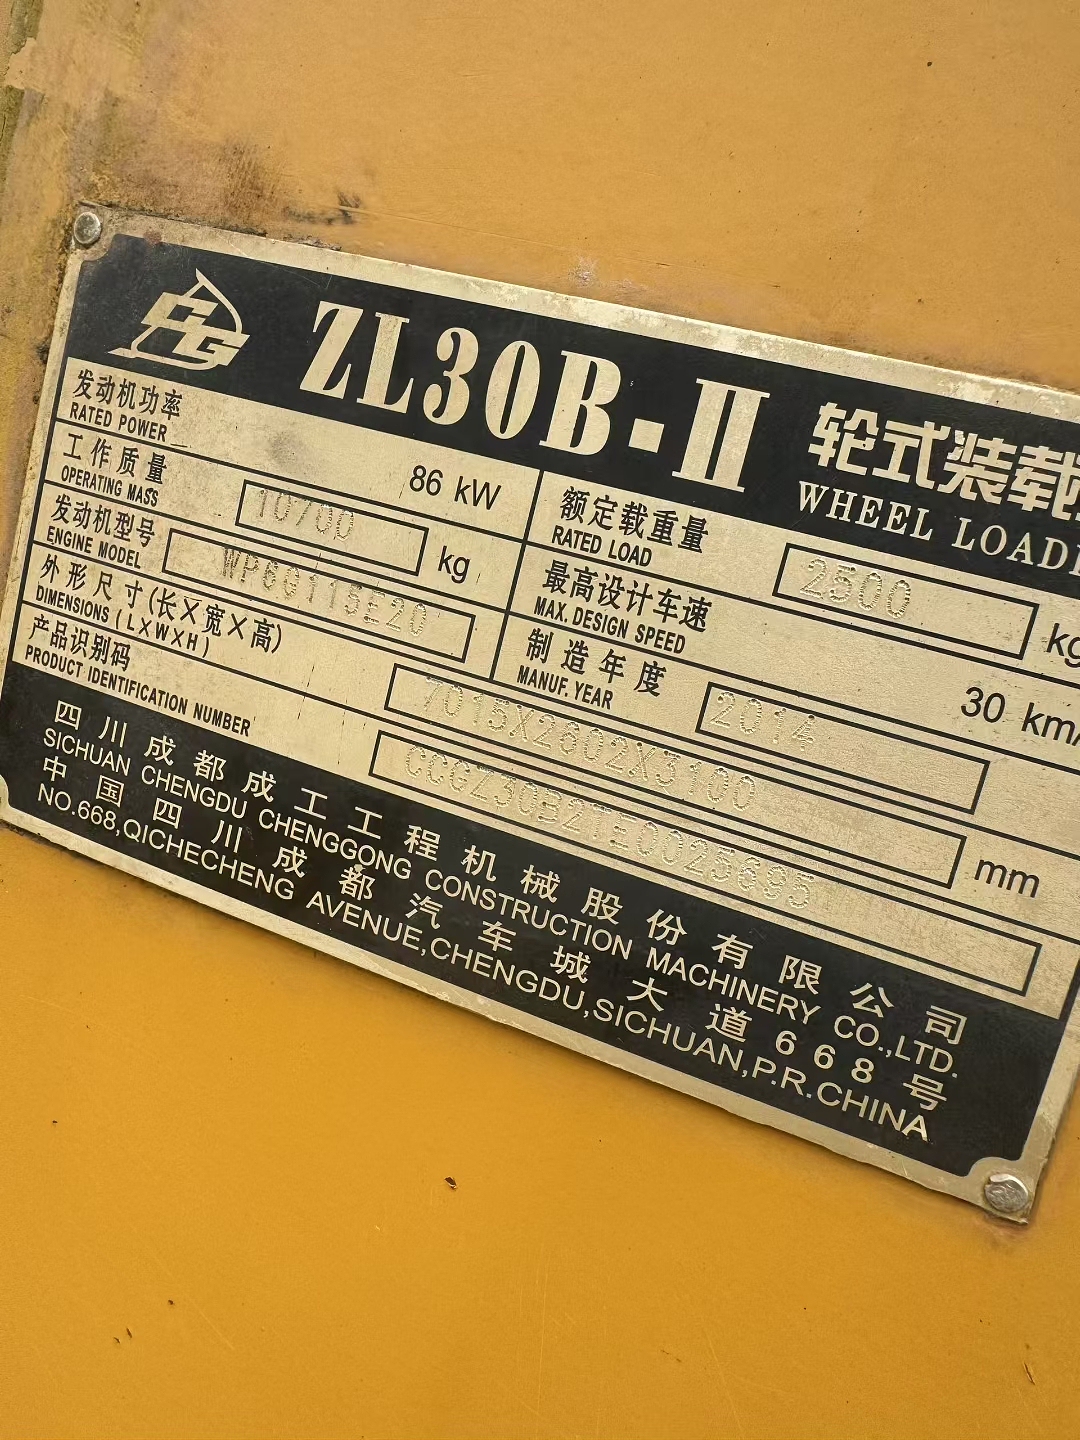 CG
ZL30B-II 轮式装载
WHEEL LOADE
发动机功率
RATED POWER
86 kW
工作质量
OPERATING MASS
10700
kg
发动机型号
ENGINE MODEL
WP6G115E20
额定载重量
RATED LOAD
2500
kg
最高设计车速
MAX. DESIGN SPEED
30 km/
制造年度
MANUF. YEAR
2014
外形尺寸(长×宽×高)
DIMENSIONS (L×W×H)
7015X2602X3100
mm
产品识别码
PRODUCT IDENTIFICATION NUMBER
CCGZ30B2TE0025695
四川成都成工工程机械股份有限公司
SICHUAN CHENGDU CHENGGONG CONSTRUCTION MACHINERY CO.,LTD.
中国四川成都汽车城大道668号
NO.668,QICHECHENG AVENUE,CHENGDU,SICHUAN,P.R.CHINA